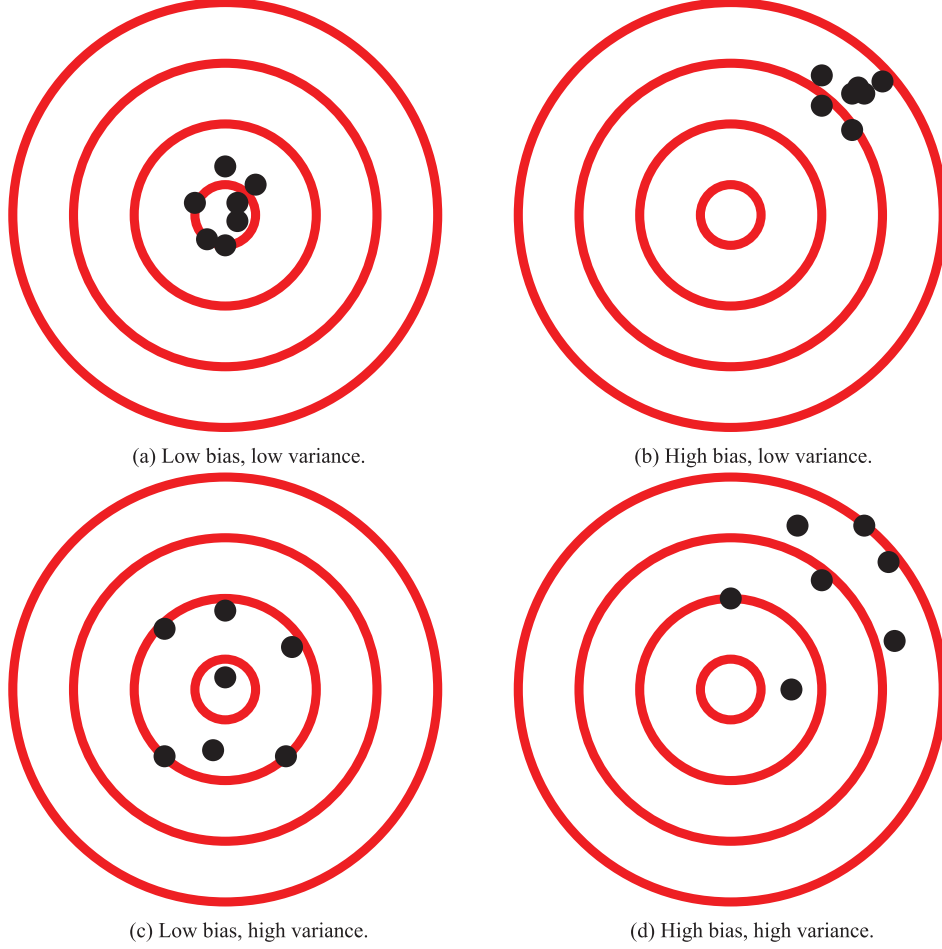 (a) Low bias, low variance.
(b) High bias, low variance.
(c) Low bias, high variance.
(d) High bias, high variance.